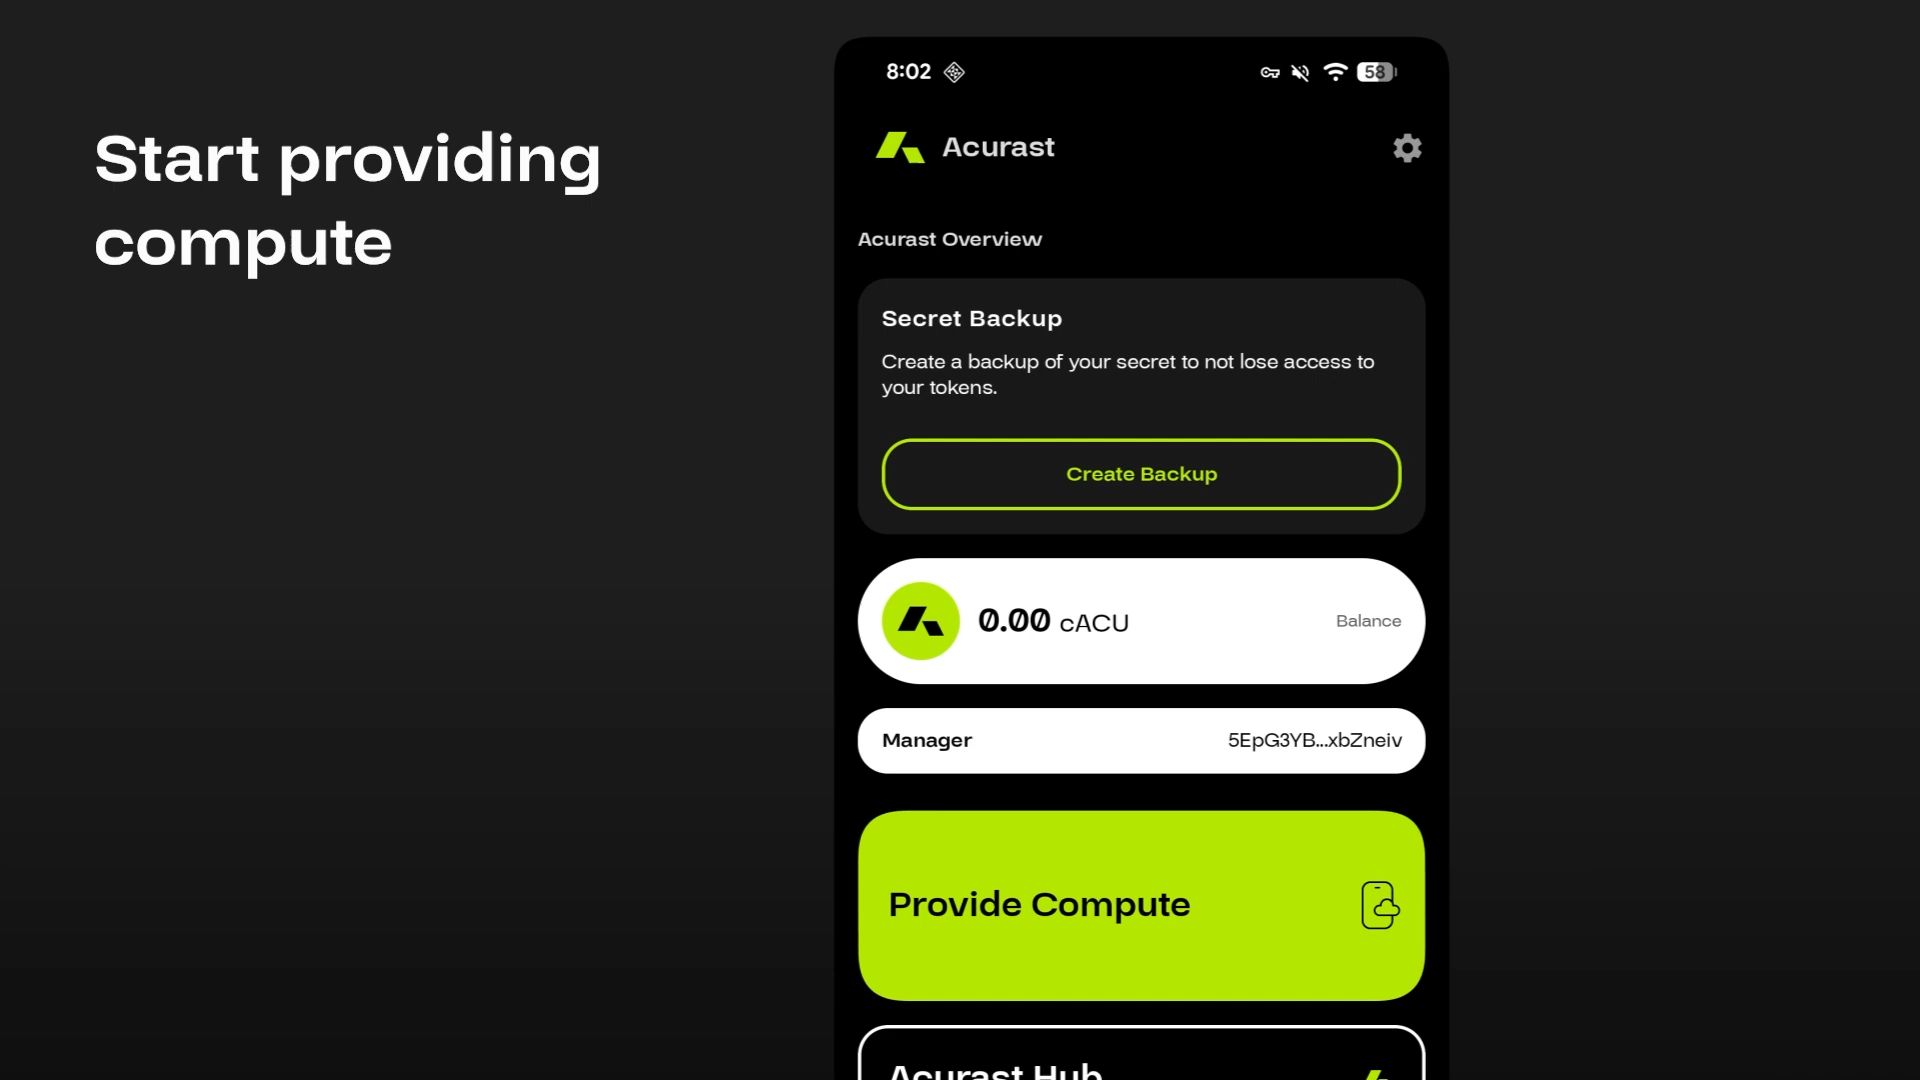 Start providing
compute
8:02
58
Acurast
Acurast Overview
Secret Backup
Create a backup of your secret to not lose access to
your tokens.
Create Backup
0.00 cACU
Balance
Manager
5EpG3YB...xbZneiv
Provide Compute
Acurast Hub